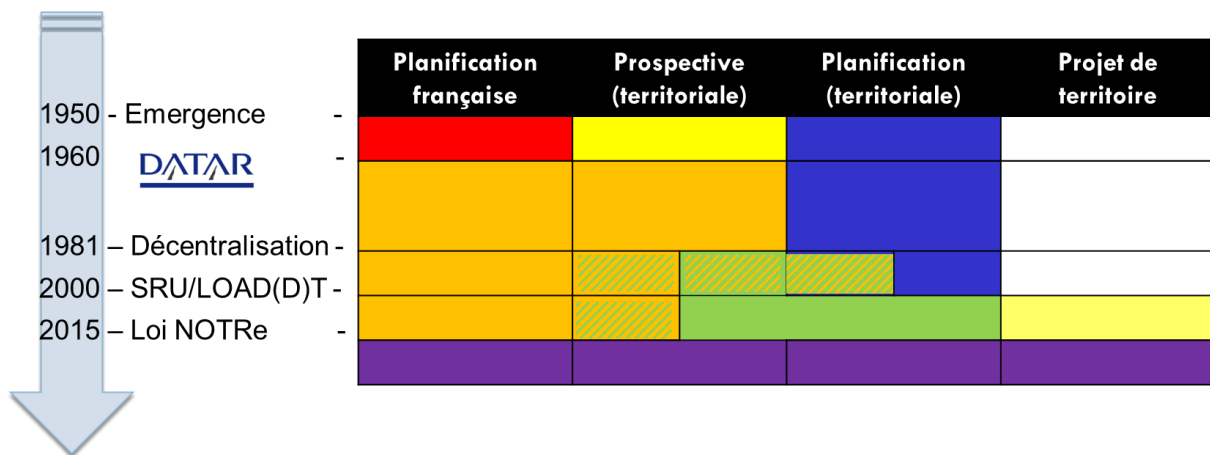 Planification
française
Prospective
(territoriale)
Planification
(territoriale)
Projet de
territoire
1950 - Emergence -
1960 DATAR -
1981 – Décentralisation -
2000 – SRU/LOAD(D)T -
2015 – Loi NOTRe -